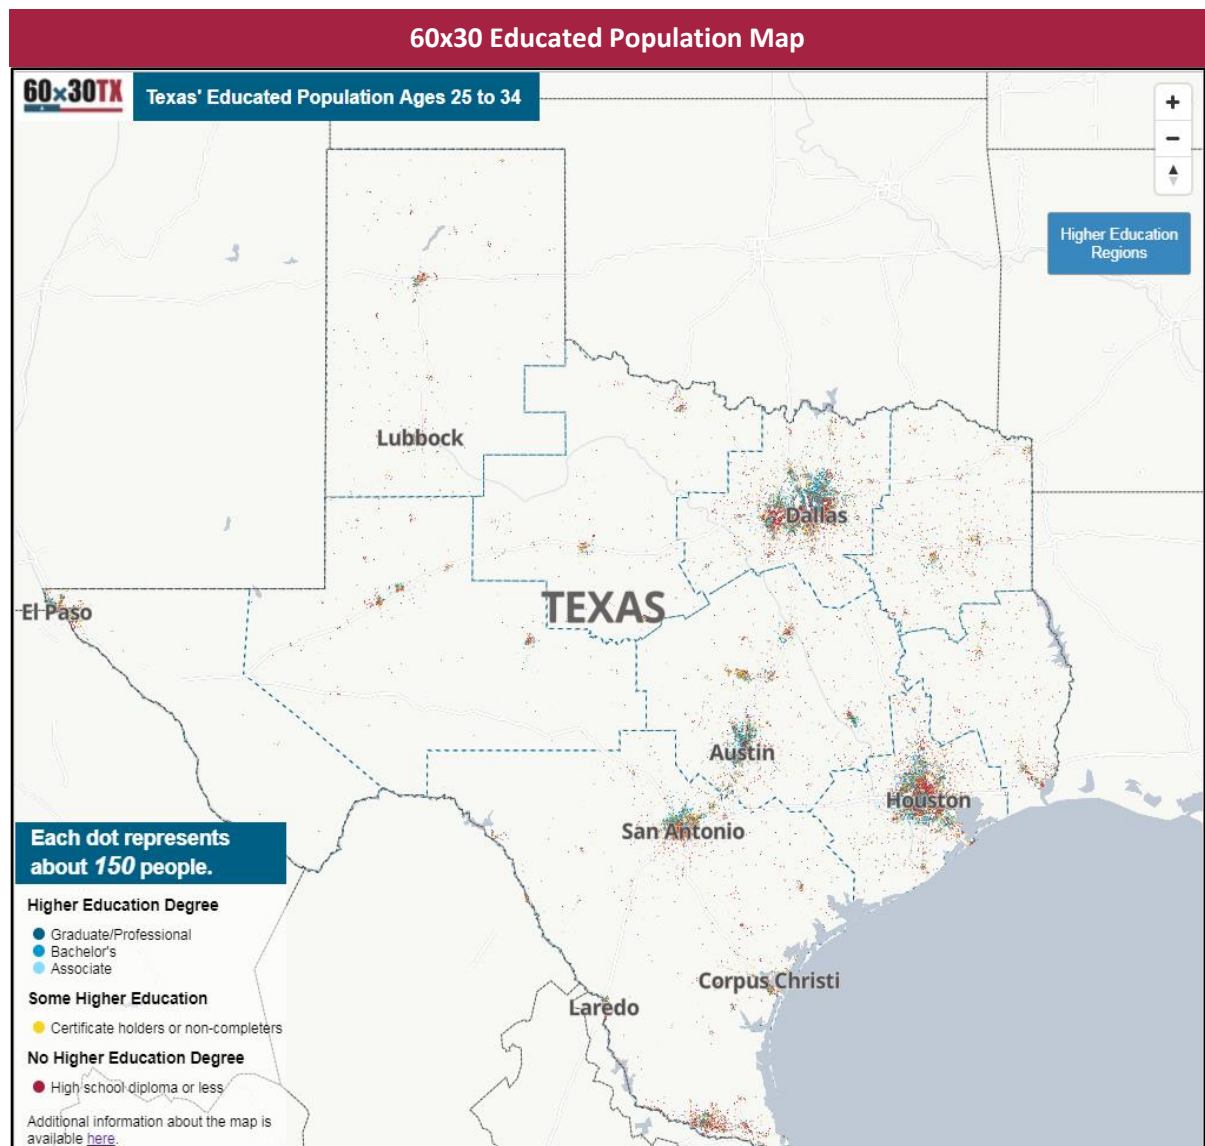 60x30 Educated Population Map
60×30TX
Texas' Educated Population Ages 25 to 34
+
−
Higher Education
Regions
Lubbock
Dallas
El Paso
TEXAS
Austin
Houston
San Antonio
Corpus Christi
Laredo
Each dot represents
about 150 people.
Higher Education Degree
Graduate/Professional
Bachelor's
Associate
Some Higher Education
Certificate holders or non-completers
No Higher Education Degree
High school diploma or less
Additional information about the map is
available here.